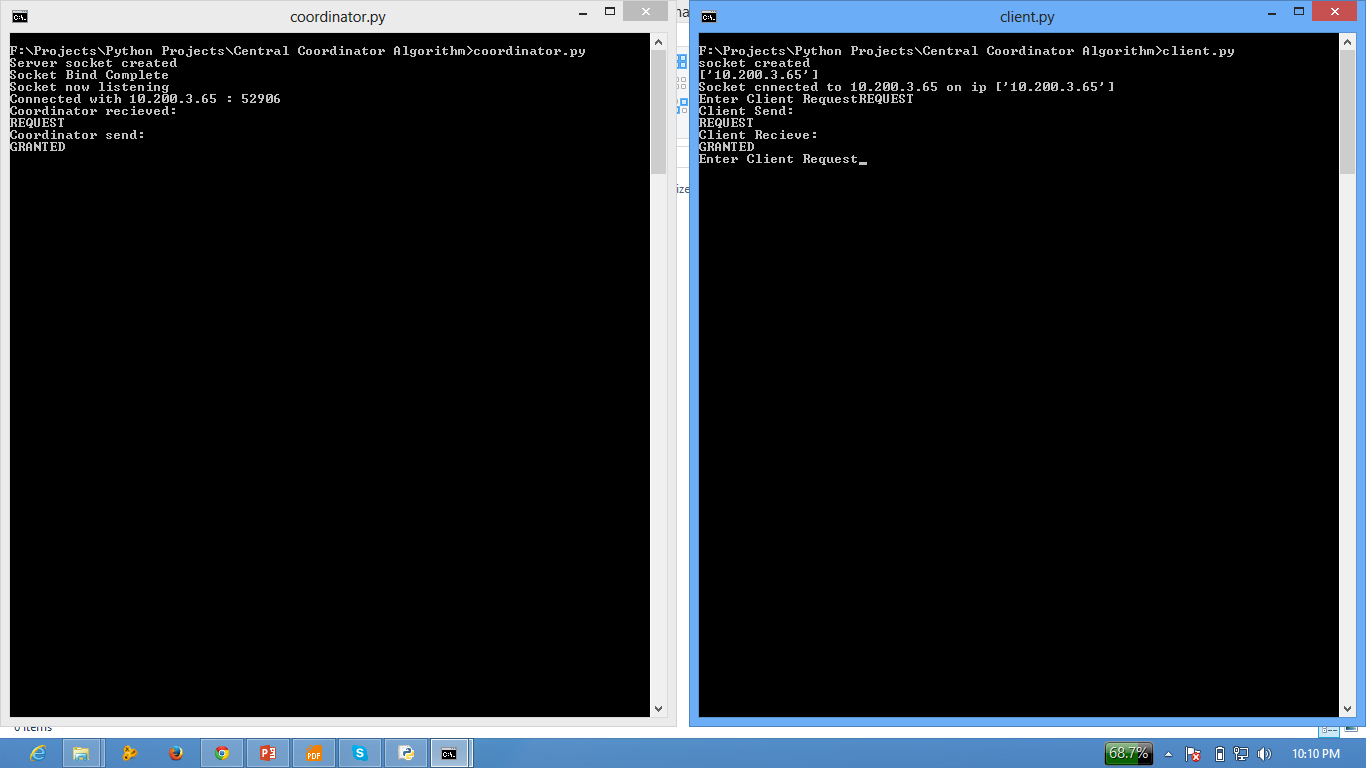 coordinator.py
F:\Projects\Python Projects\Central Coordinator Algorithm>coordinator.py
Server socket created
Socket Bind Complete
Socket now listening
Connected with 10.200.3.65 : 52906
Coordinator recieved:
REQUEST
Coordinator send:
GRANTED
client.py
F:\Projects\Python Projects\Central Coordinator Algorithm>client.py
socket created
['10.200.3.65']
Socket cnnected to 10.200.3.65 on ip ['10.200.3.65']
Enter Client RequestREQUEST
Client Send:
REQUEST
Client Recieve:
GRANTED
Enter Client Request_
0 items
PDF
68.7%
10:10 PM